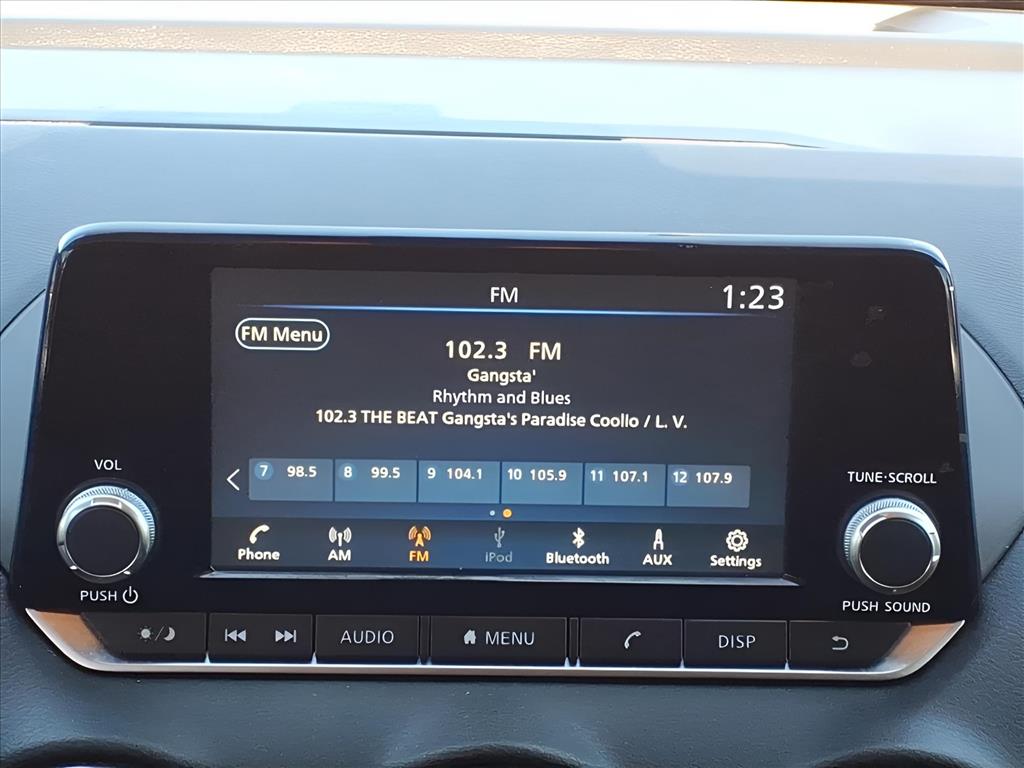 FM 1:23
FM Menu
102.3 FM
Gangsta'
Rhythm and Blues
102.3 THE BEAT Gangsta's Paradise Coolio / L. V.
7 98.5 8 99.5 9 104.1 10 105.9 11 107.1 12 107.9
Phone AM FM iPod Bluetooth AUX Settings
VOL
PUSH
TUNE·SCROLL
PUSH SOUND
AUDIO MENU DISP